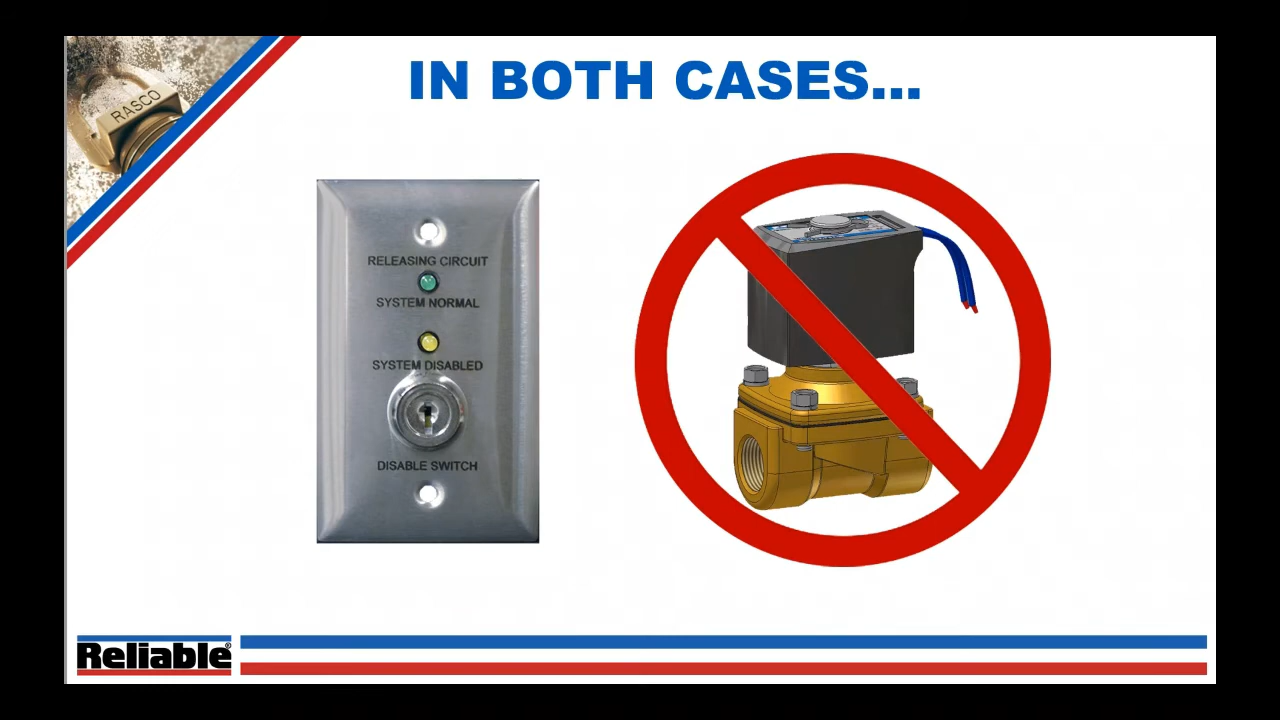 IN BOTH CASES...
RASCO
RELEASING CIRCUIT
SYSTEM NORMAL
SYSTEM DISABLED
DISABLE SWITCH
Reliable®